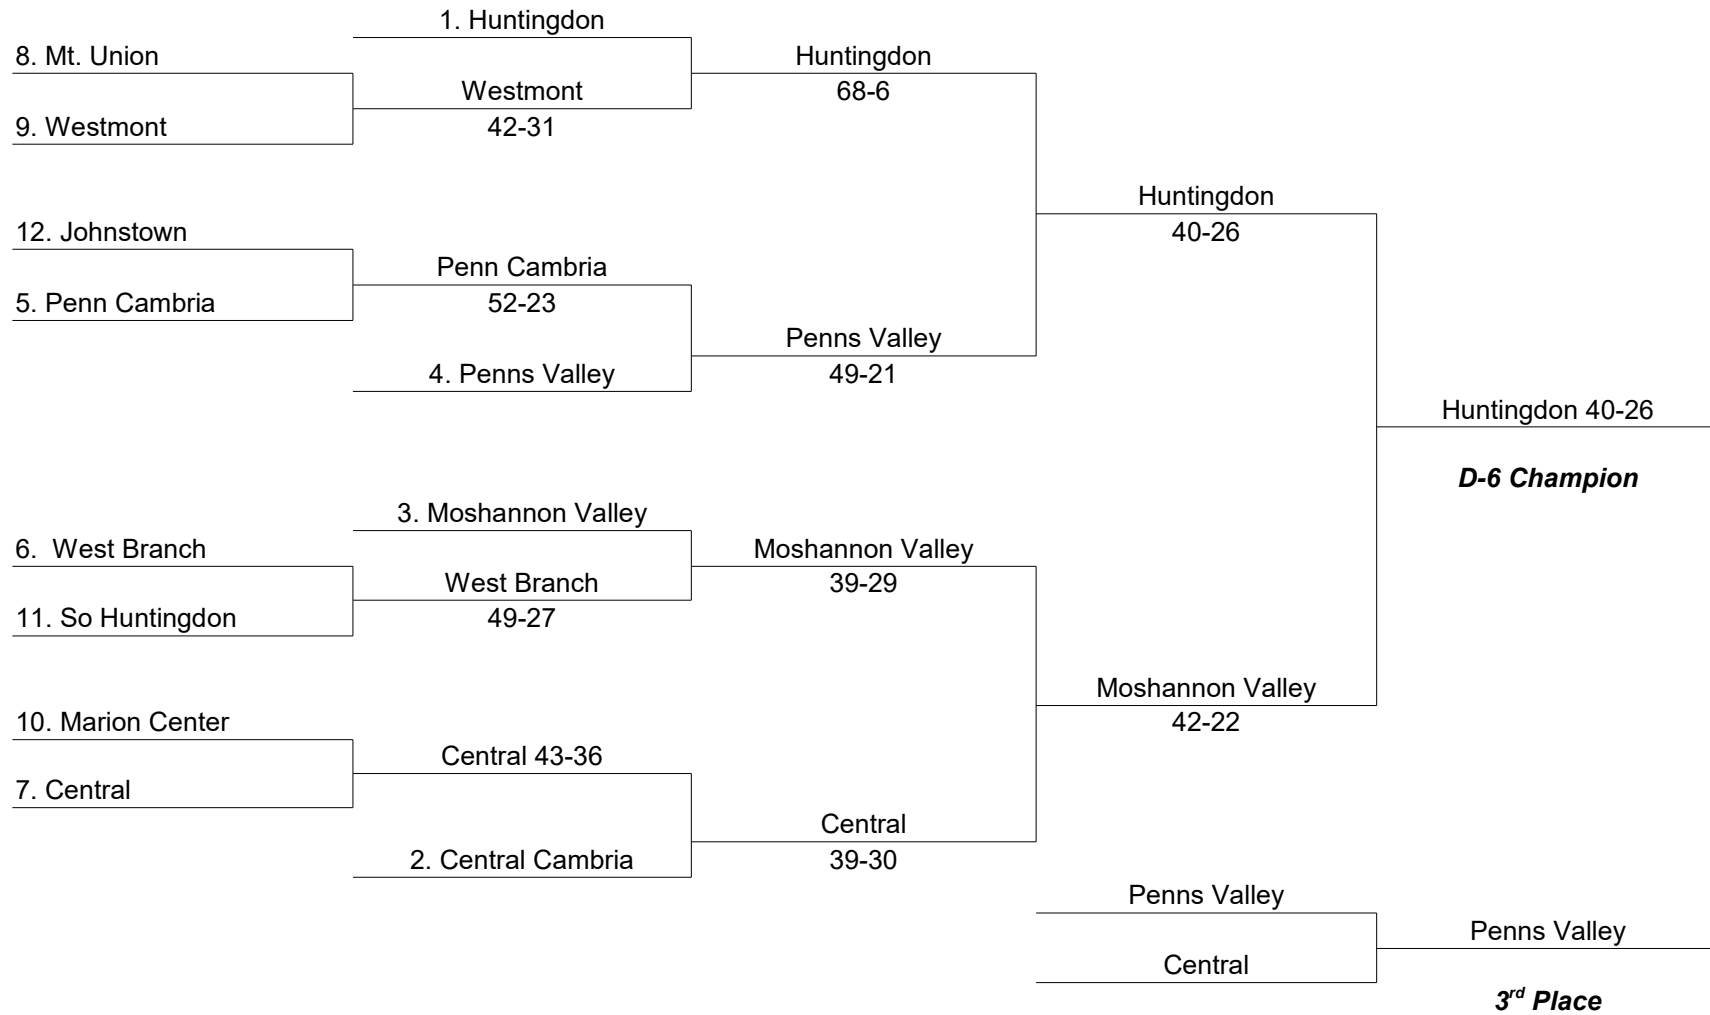 1. Huntingdon
8. Mt. Union
Huntingdon
Westmont
68-6
9. Westmont
42-31
Huntingdon
12. Johnstown
40-26
Penn Cambria
5. Penn Cambria
52-23
Penns Valley
4. Penns Valley
49-21
Huntingdon 40-26
D-6 Champion
3. Moshannon Valley
6.  West Branch
Moshannon Valley
West Branch
39-29
11. So Huntingdon
49-27
Moshannon Valley
10. Marion Center
42-22
Central 43-36
7. Central
Central
2. Central Cambria
39-30
Penns Valley
Penns Valley
Central
3rd Place